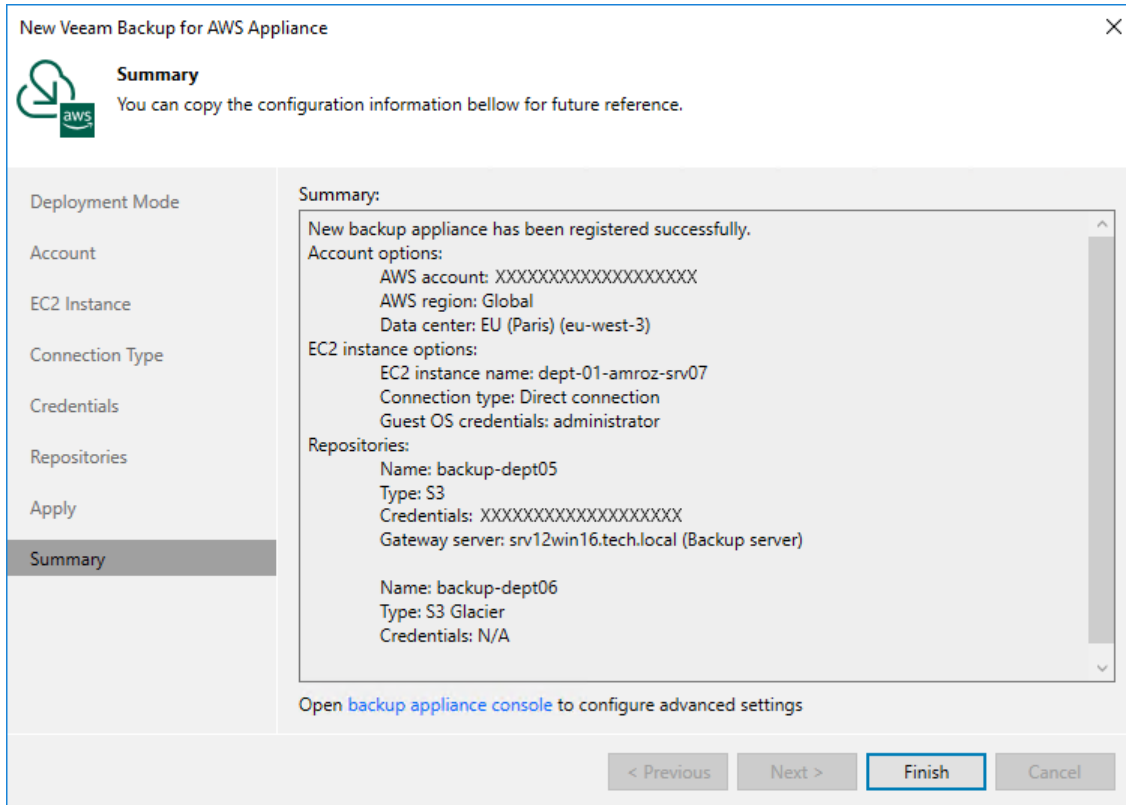 New Veeam Backup for AWS Appliance
Summary
You can copy the configuration information bellow for future reference.
aws
Deployment Mode
Account
EC2 Instance
Connection Type
Credentials
Repositories
Apply
Summary
Summary:
New backup appliance has been registered successfully.
Account options:
AWS account: XXXXXXXXXXXXXXXXXXX
AWS region: Global
Data center: EU (Paris) (eu-west-3)
EC2 instance options:
EC2 instance name: dept-01-amroz-srv07
Connection type: Direct connection
Guest OS credentials: administrator
Repositories:
Name: backup-dept05
Type: S3
Credentials: XXXXXXXXXXXXXXXXXXX
Gateway server: srv12win16.tech.local (Backup server)
Name: backup-dept06
Type: S3 Glacier
Credentials: N/A
Open backup appliance console to configure advanced settings
< Previous
Next >
Finish
Cancel